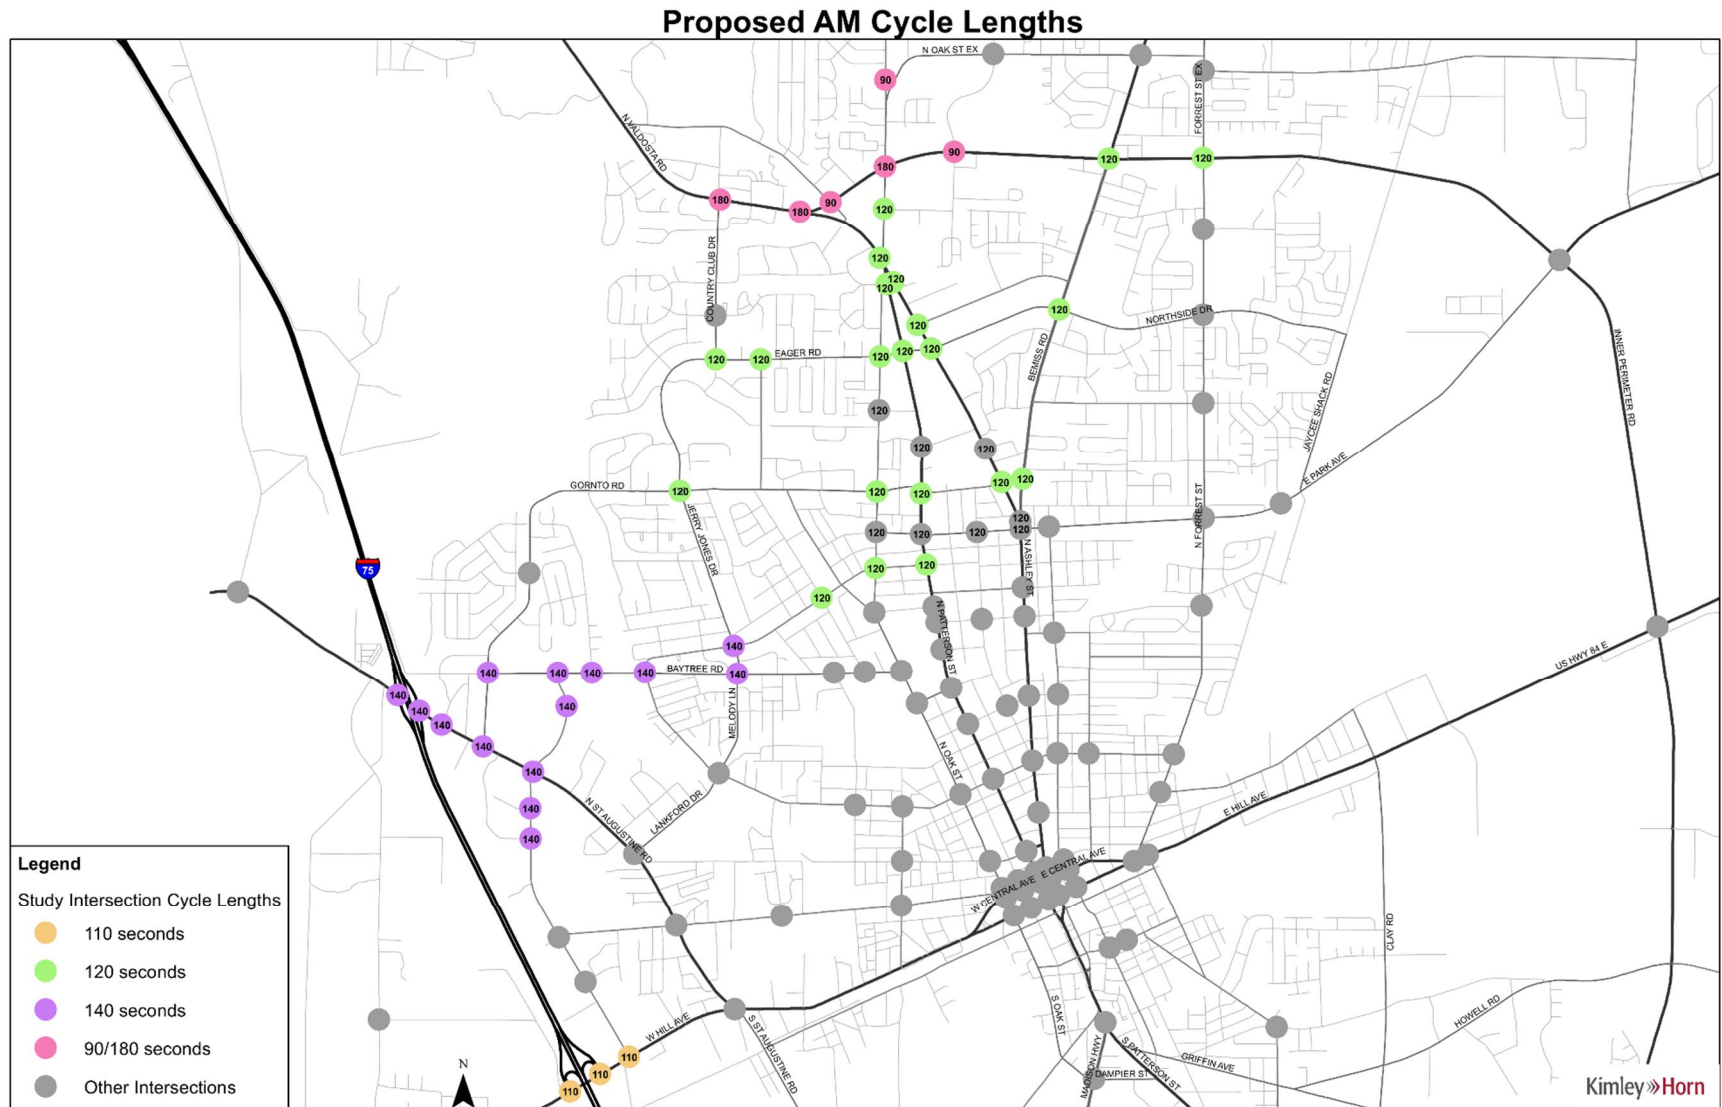 Proposed AM Cycle Lengths
N OAK ST EX
90
FORREST ST EX
N VALDOSTA RD
90
180
120
120
180
90
180
120
COUNTRY CLUB DR
120
120
120
120
NORTHSIDE DR
120
120
120
120
EAGER RD
120
120
120
BEMISS RD
INNER PERIMETER RD
JAYCEE SHACK RD
120
120
120
E PARK AVE
GORNTO RD
120
120
120
120
120
N FORREST ST
JERRY JONES DR
120
120
120
120
120
N ASHLEY ST
75
120
120
120
N PATTERSON ST
140
BAYTREE RD
140
140
140
140
140
US HWY 84 E
140
140
140
140
MELODY LN
140
N OAK ST
140
140
140
N ST AUGUSTINE RD
LANKFORD DR
E HILL AVE
W CENTRAL AVE
E CENTRAL AVE
CLAY RD
S OAK ST
HOWELL RD
W HILL AVE
S ST AUGUSTINE RD
S PATTERSON ST
GRIFFIN AVE
MADISON HWY
DAMPIER ST
110
110
110
Legend
Study Intersection Cycle Lengths
110 seconds
120 seconds
140 seconds
90/180 seconds
Other Intersections
N
Kimley»Horn